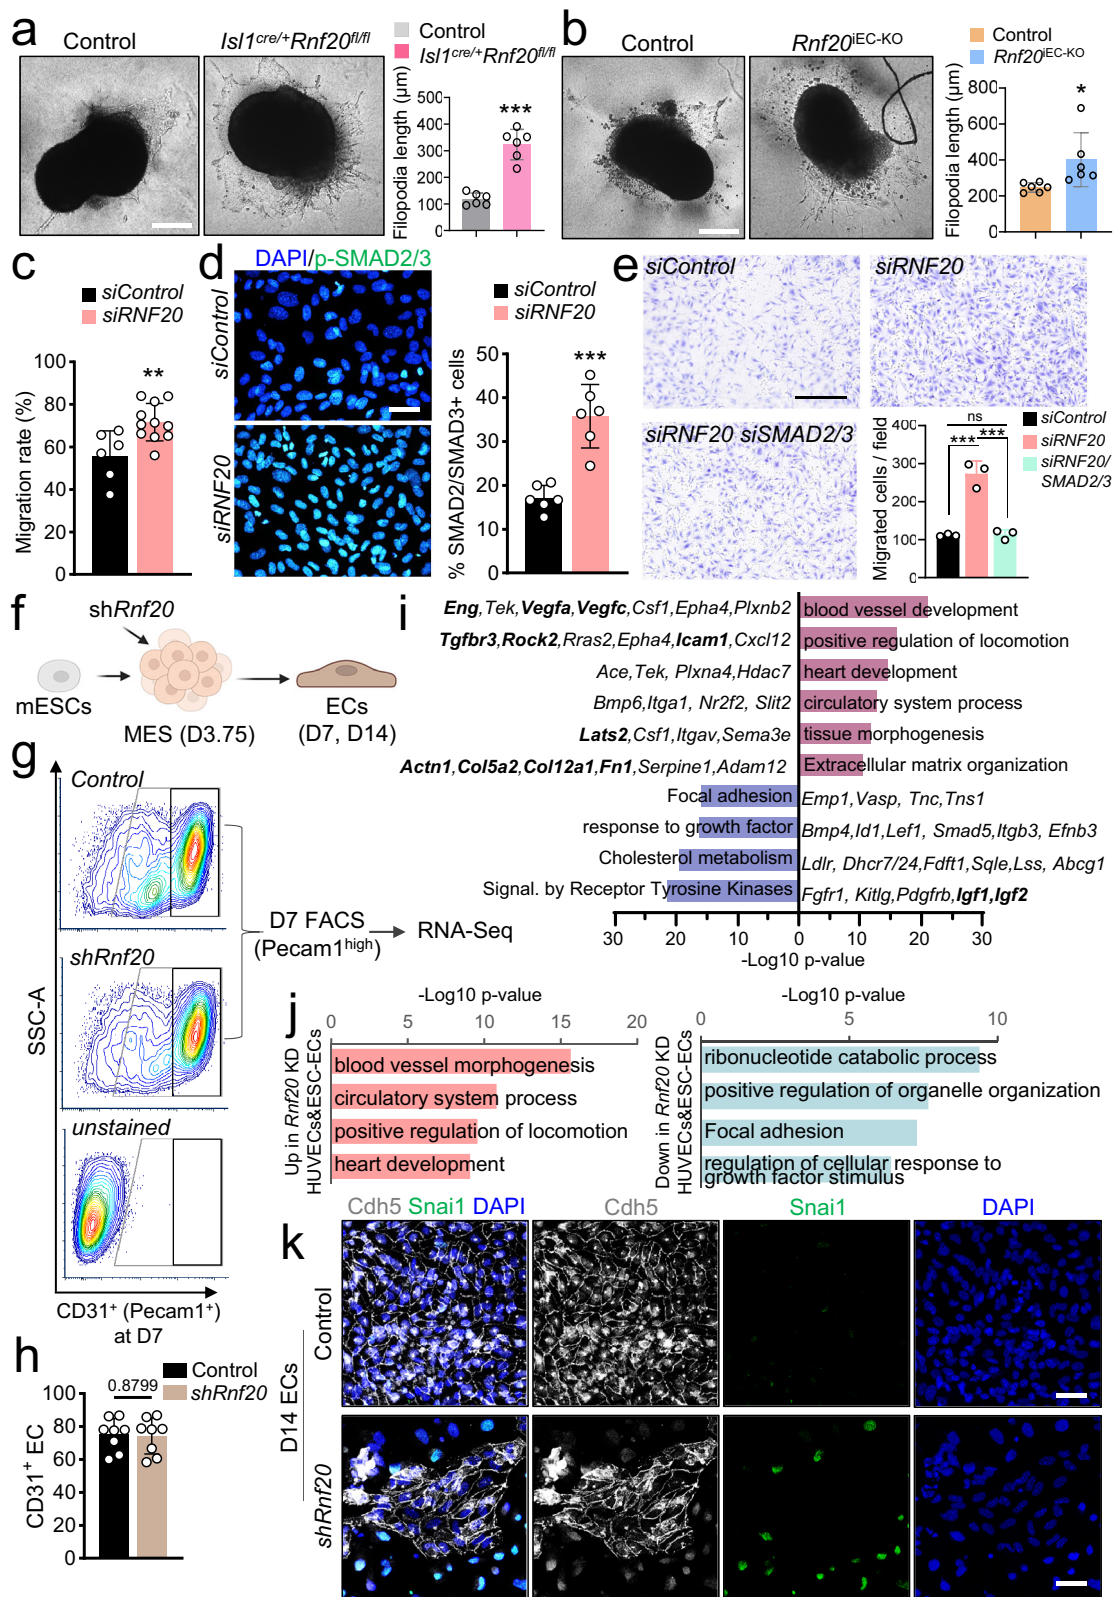 a
Control
Isl1cre/+Rnf20fl/fl
Control
Isl1cre/+Rnf20fl/fl
Filopodia length (µm)
500
400
300
200
100
0
***
b
Control
Rnf20iEC-KO
Control
Rnf20iEC-KO
Filopodia length (µm)
800
600
400
200
0
*
c
siControl
siRNF20
Migration rate (%)
100
80
60
40
20
0
**
d
DAPI/p-SMAD2/3
siControl
siRNF20
siControl
siRNF20
% SMAD2/SMAD3+ cells
50
40
30
20
10
0
***
e
siControl
siRNF20
siRNF20 siSMAD2/3
Migrated cells / field
400
300
200
100
0
ns
***
***
siControl
siRNF20
siRNF20/
SMAD2/3
f
shRnf20
mESCs
MES (D3.75)
ECs
(D7, D14)
g
Control
shRnf20
unstained
SSC-A
CD31+ (Pecam1+)
at D7
D7 FACS
(Pecam1high)
RNA-Seq
h
Control
shRnf20
0.8799
CD31+ EC
100
80
60
40
20
0
i
Eng,Tek,Vegfa,Vegfc,Csf1,Epha4,Plxnb2
blood vessel development
Tgfbr3,Rock2,Rras2,Epha4,Icam1,Cxcl12
positive regulation of locomotion
Ace,Tek, Plxna4,Hdac7
heart development
Bmp6,Itga1, Nr2f2, Slit2
circulatory system process
Lats2,Csf1,Itgav,Sema3e
tissue morphogenesis
Actn1,Col5a2,Col12a1,Fn1,Serpine1,Adam12
Extracellular matrix organization
Focal adhesion
Emp1,Vasp, Tnc,Tns1
response to growth factor
Bmp4,Id1,Lef1, Smad5,Itgb3, Efnb3
Cholesterol metabolism
Ldlr, Dhcr7/24,Fdft1,Sqle,Lss, Abcg1
Signal. by Receptor Tyrosine Kinases
Fgfr1, Kitlg,Pdgfrb,Igf1,Igf2
30 20 10 0 10 20 30
-Log10 p-value
j
-Log10 p-value
0 5 10 15 20
Up in Rnf20 KD
HUVECs&ESC-ECs
blood vessel morphogenesis
circulatory system process
positive regulation of locomotion
heart development
-Log10 p-value
0 5 10
Down in Rnf20 KD
HUVECs&ESC-ECs
ribonucleotide catabolic process
positive regulation of organelle organization
Focal adhesion
regulation of cellular response to
growth factor stimulus
k
Cdh5 Snai1 DAPI
Cdh5
Snai1
DAPI
D14 ECs
Control
shRnf20